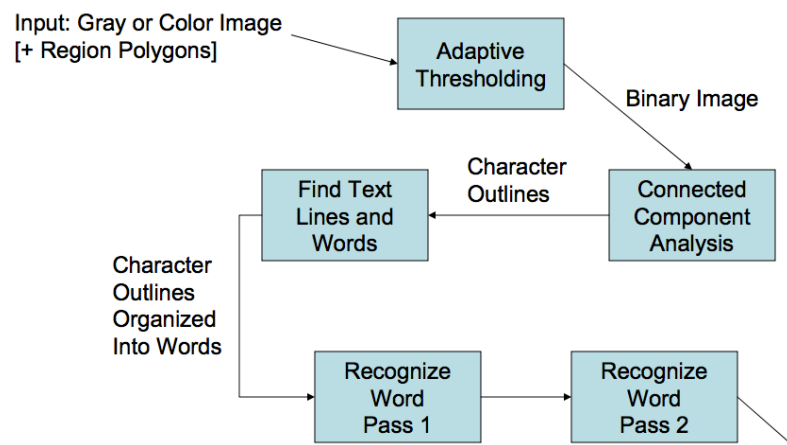 Input: Gray or Color Image
[+ Region Polygons]
Adaptive
Thresholding
Binary Image
Connected
Component
Analysis
Character
Outlines
Find Text
Lines and
Words
Character
Outlines
Organized
Into Words
Recognize
Word
Pass 1
Recognize
Word
Pass 2